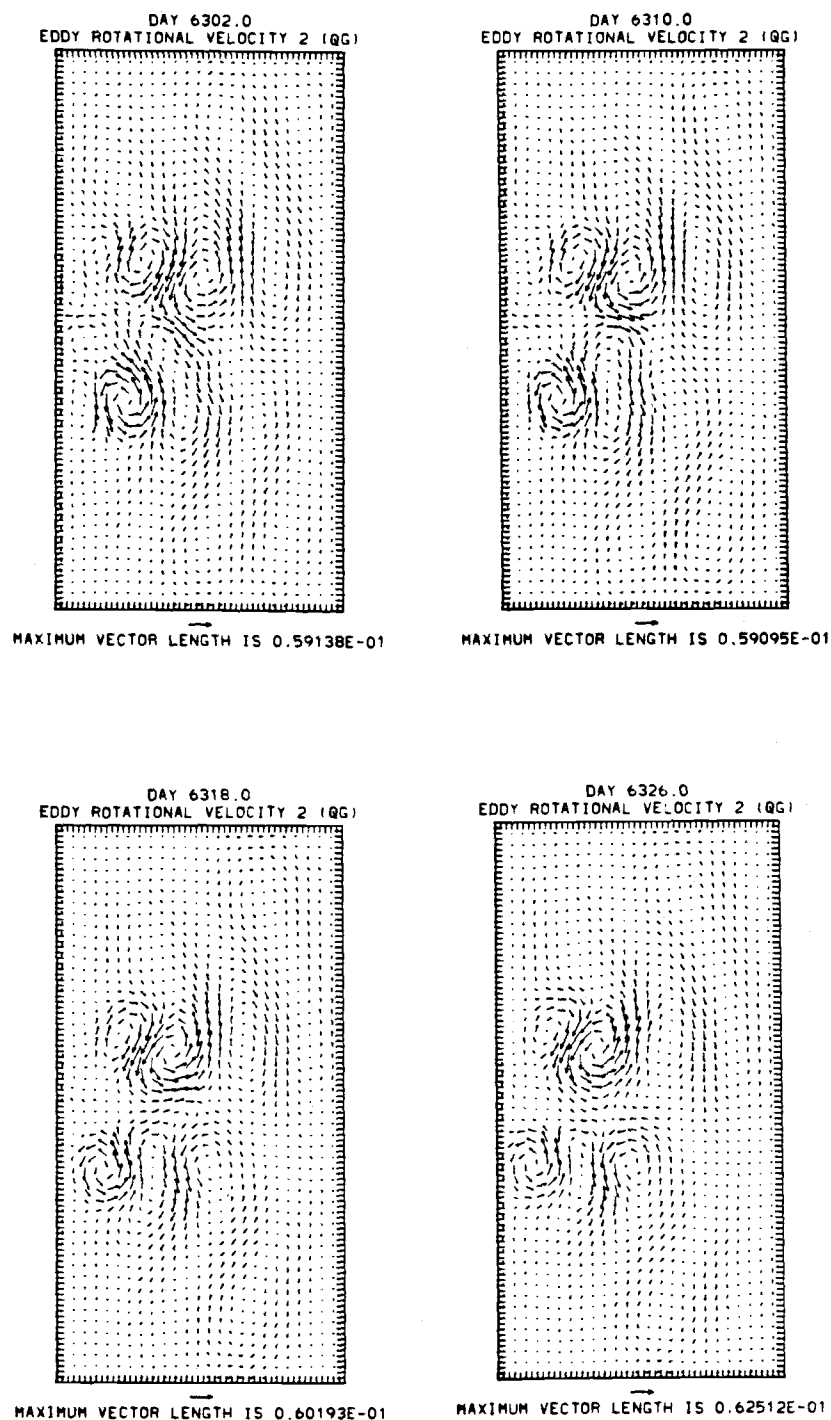 DAY 6302.0
EDDY ROTATIONAL VELOCITY 2 (QG)
MAXIMUM VECTOR LENGTH IS 0.59138E-01
DAY 6310.0
EDDY ROTATIONAL VELOCITY 2 (QG)
MAXIMUM VECTOR LENGTH IS 0.59095E-01
DAY 6318.0
EDDY ROTATIONAL VELOCITY 2 (QG)
MAXIMUM VECTOR LENGTH IS 0.60193E-01
DAY 6326.0
EDDY ROTATIONAL VELOCITY 2 (QG)
MAXIMUM VECTOR LENGTH IS 0.62512E-01